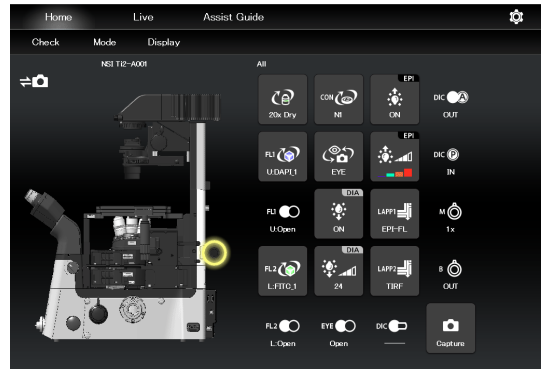 Home Live Assist Guide
Check Mode Display
NSI Ti2-A001
All
20x Dry
CON
N1
EPI
ON
DIC A
OUT
FL1
U:DAPI_1
EYE
EPI
DIC P
IN
FL1
U:Open
DIA
ON
LAPP1
EPI-FL
M
1x
FL2
L:FITC_1
DIA
24
LAPP2
TIRF
B
OUT
FL2
L:Open
EYE
Open
DIC
Capture